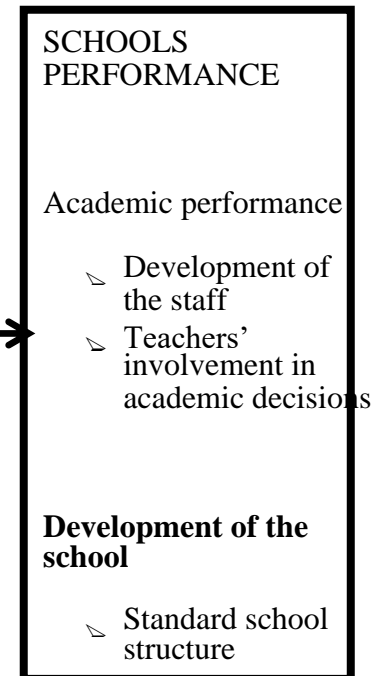 SCHOOLS
PERFORMANCE
Academic performance
Development of
the staff
Teachers’
involvement in
academic decisions
Development of the
school
Standard school
structure